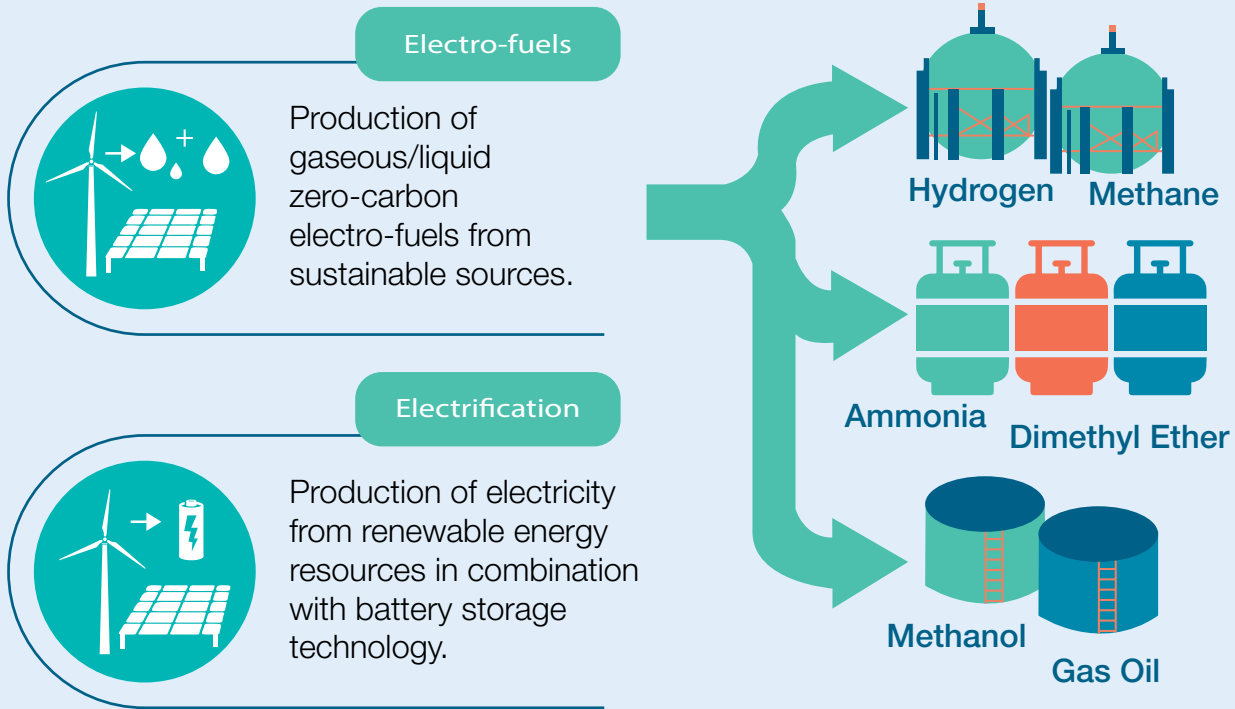 Electro-fuels
Production of
gaseous/liquid
zero-carbon
electro-fuels from
sustainable sources.
Electrification
Production of electricity
from renewable energy
resources in combination
with battery storage
technology.
Hydrogen
Methane
Ammonia
Dimethyl Ether
Methanol
Gas Oil